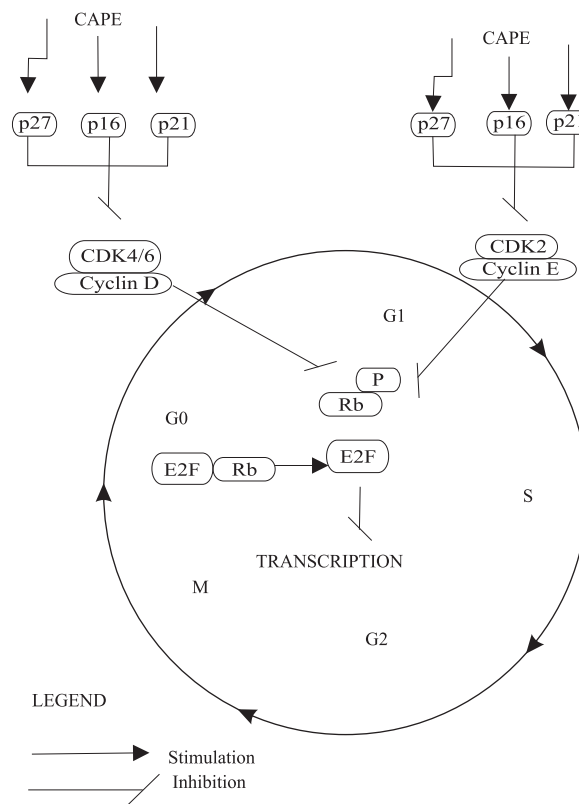 CAPE
CAPE
p27
p16
p21
p27
p16
p21
CDK4/6
Cyclin D
CDK2
Cyclin E
G1
P
Rb
G0
E2F
Rb
E2F
S
TRANSCRIPTION
M
G2
LEGEND
Stimulation
Inhibition